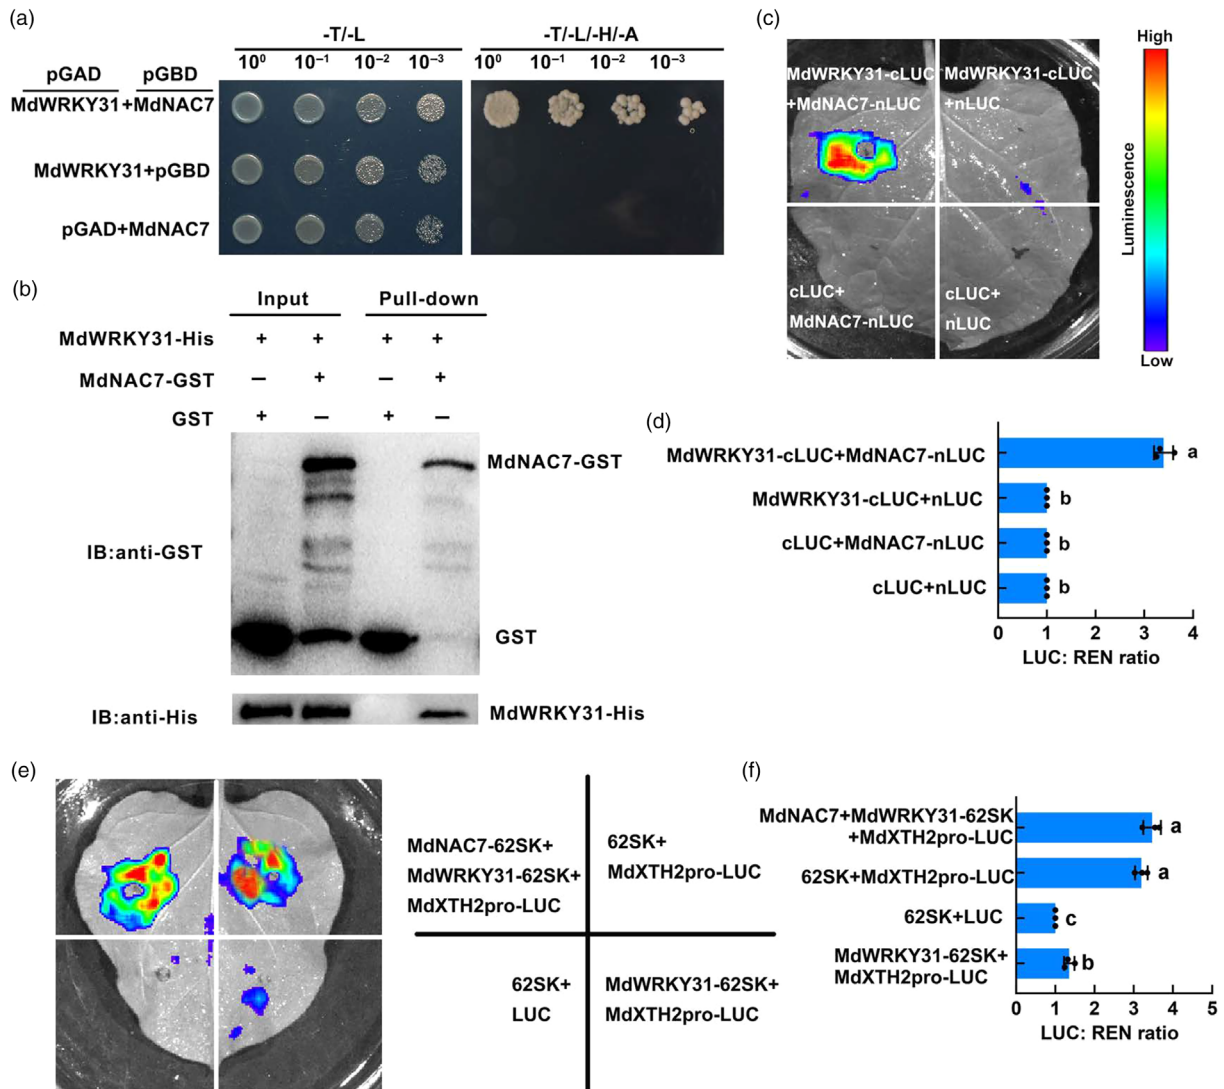 (a)
-T/-L
-T/-L/-H/-A
pGAD
pGBD
10⁰ 10⁻¹ 10⁻² 10⁻³
10⁰ 10⁻¹ 10⁻² 10⁻³
MdWRKY31+MdNAC7
MdWRKY31+pGBD
pGAD+MdNAC7
(b)
Input
Pull-down
MdWRKY31-His + + + +
MdNAC7-GST – + – +
GST + – + –
MdNAC7-GST
IB:anti-GST
GST
IB:anti-His
MdWRKY31-His
(c)
MdWRKY31-cLUC
+MdNAC7-nLUC
MdWRKY31-cLUC
+nLUC
cLUC+
MdNAC7-nLUC
cLUC+
nLUC
High
Luminescence
Low
(d)
MdWRKY31-cLUC+MdNAC7-nLUC
a
MdWRKY31-cLUC+nLUC
b
cLUC+MdNAC7-nLUC
b
cLUC+nLUC
b
0 1 2 3 4
LUC: REN ratio
(e)
MdNAC7-62SK+
MdWRKY31-62SK+
MdXTH2pro-LUC
62SK+
MdXTH2pro-LUC
62SK+
LUC
MdWRKY31-62SK+
MdXTH2pro-LUC
(f)
MdNAC7+MdWRKY31-62SK
+MdXTH2pro-LUC
a
62SK+MdXTH2pro-LUC
a
62SK+LUC
c
MdWRKY31-62SK+
MdXTH2pro-LUC
b
0 1 2 3 4 5
LUC: REN ratio